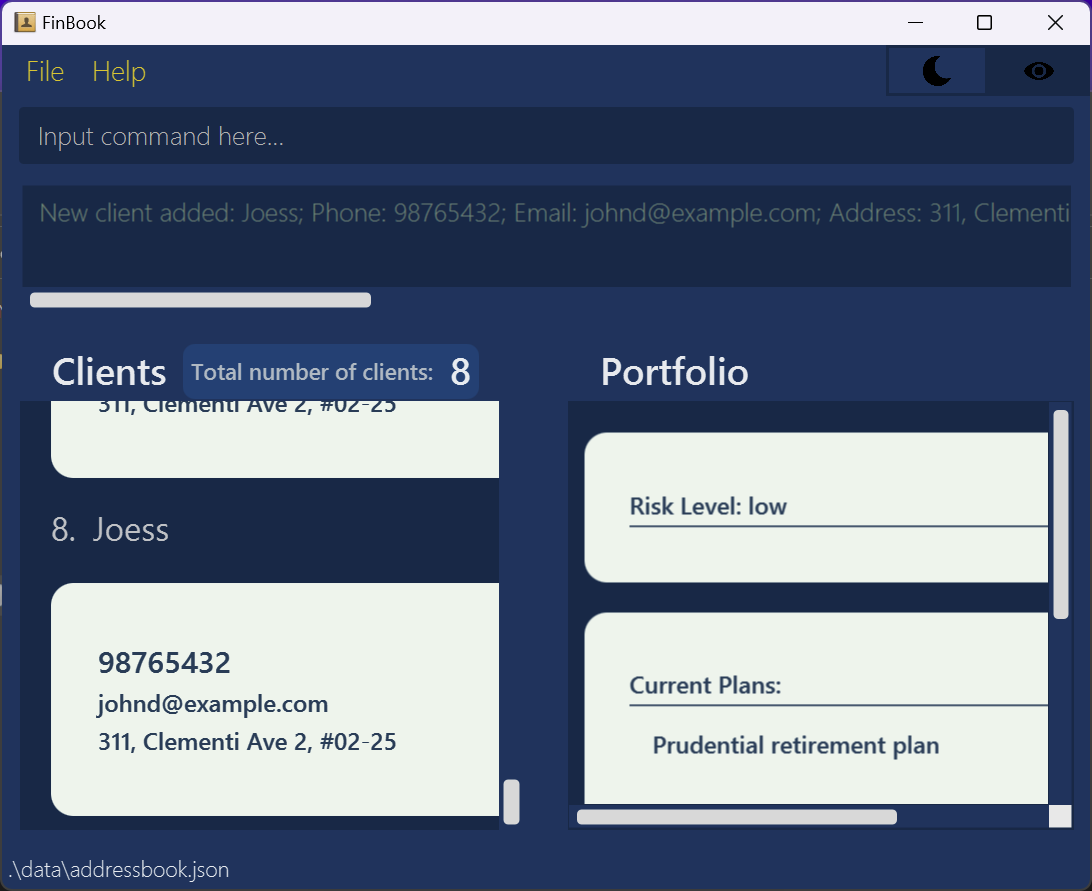 FinBook
File Help
Input command here...
New client added: Joess; Phone: 98765432; Email: johnd@example.com; Address: 311, Clementi
Clients Total number of clients: 8
Portfolio
311, Clementi Ave 2, #02-25
8. Joess
98765432
johnd@example.com
311, Clementi Ave 2, #02-25
Risk Level: low
Current Plans:
Prudential retirement plan
.\data\addressbook.json